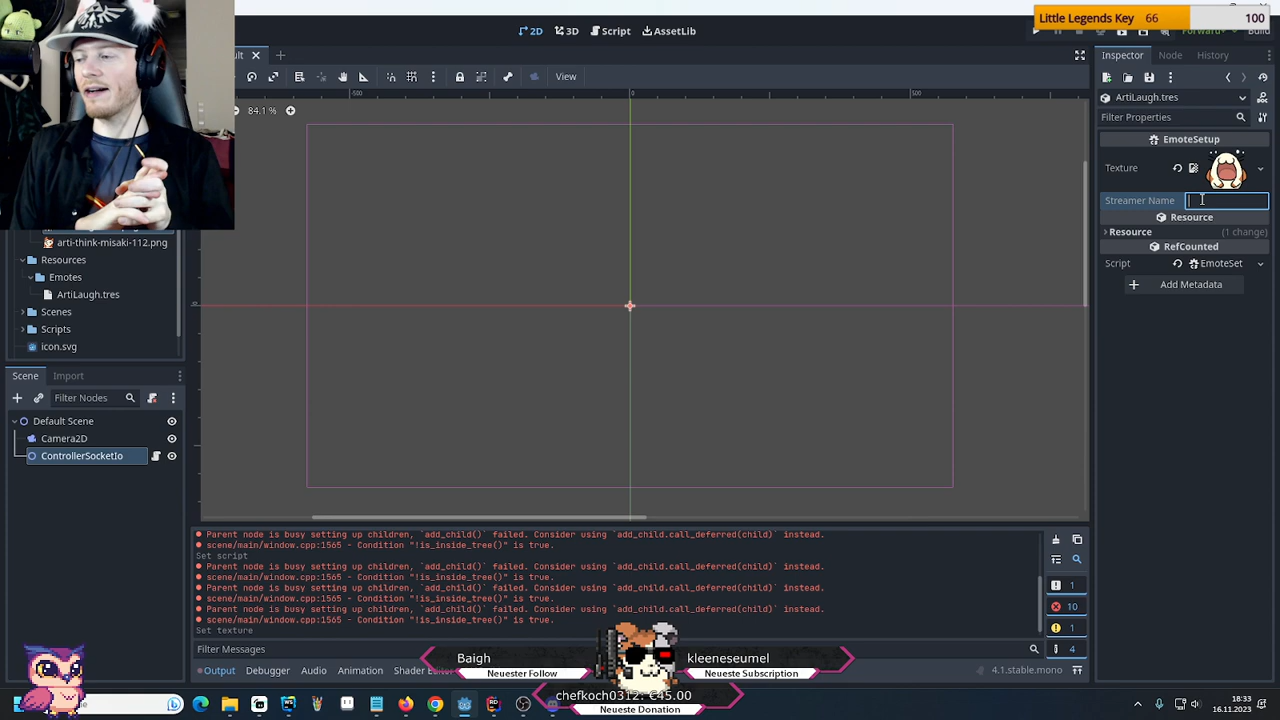 Little Legends Key 66 100
2D 3D Script AssetLib
Forward+ Build
Inspector Node History
View
-500 0 500
84.1 %
ArtiLaugh.tres
Filter Properties
EmoteSetup
Texture
Streamer Name
Resource
Resource (1 change)
RefCounted
Script EmoteSet
Add Metadata
arti-think-misaki-112.png
Resources
Emotes
ArtiLaugh.tres
Scenes
Scripts
icon.svg
Scene Import
Filter Nodes
Default Scene
Camera2D
ControllerSocketIo
Parent node is busy setting up children, `add_child()` failed. Consider using `add_child.call_deferred(child)` instead.
scene/main/window.cpp:1565 - Condition "!is_inside_tree()" is true.
Set script
Parent node is busy setting up children, `add_child()` failed. Consider using `add_child.call_deferred(child)` instead.
scene/main/window.cpp:1565 - Condition "!is_inside_tree()" is true.
Parent node is busy setting up children, `add_child()` failed. Consider using `add_child.call_deferred(child)` instead.
scene/main/window.cpp:1565 - Condition "!is_inside_tree()" is true.
Parent node is busy setting up children, `add_child()` failed. Consider using `add_child.call_deferred(child)` instead.
scene/main/window.cpp:1565 - Condition "!is_inside_tree()" is true.
Set texture
1
10
1
4
Filter Messages
Output Debugger Audio Animation Shader
4.1.stable.mono
Baigh
Neuester Follow
kleeneseumel
Neueste Subscription
chefkoch0312: €45.00
Neueste Donation
18:33
16.11.2023